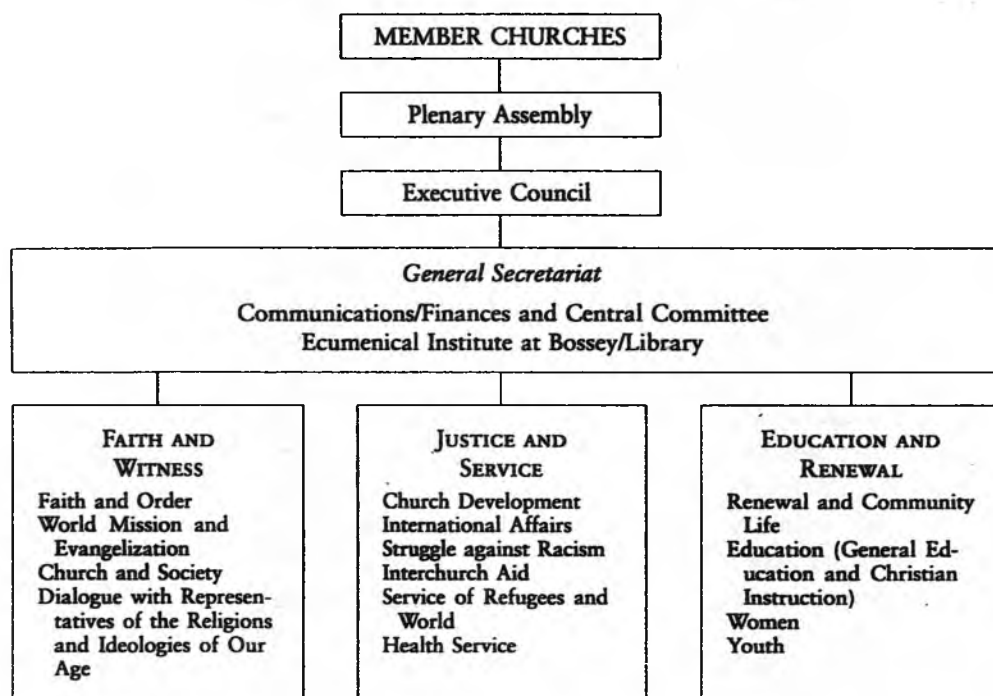 MEMBER CHURCHES
Plenary Assembly
Executive Council
General Secretariat
Communications/Finances and Central Committee
Ecumenical Institute at Bossey/Library
FAITH AND
WITNESS
Faith and Order
World Mission and
Evangelization
Church and Society
Dialogue with Represen-
tatives of the Religions
and Ideologies of Our
Age
JUSTICE AND
SERVICE
Church Development
International Affairs
Struggle against Racism
Interchurch Aid
Service of Refugees and
World
Health Service
EDUCATION AND
RENEWAL
Renewal and Community
Life
Education (General Ed-
ucation and Christian
Instruction)
Women
Youth